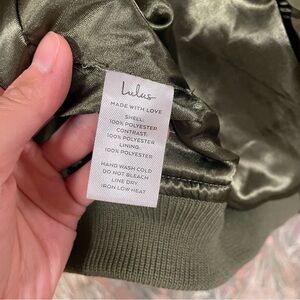 Lulus
MADE WITH LOVE
SHELL:
100% POLYESTER
CONTRAST:
100% POLYESTER
LINING:
100% POLYESTER
HAND WASH COLD
DO NOT BLEACH
LINE DRY
IRON LOW HEAT